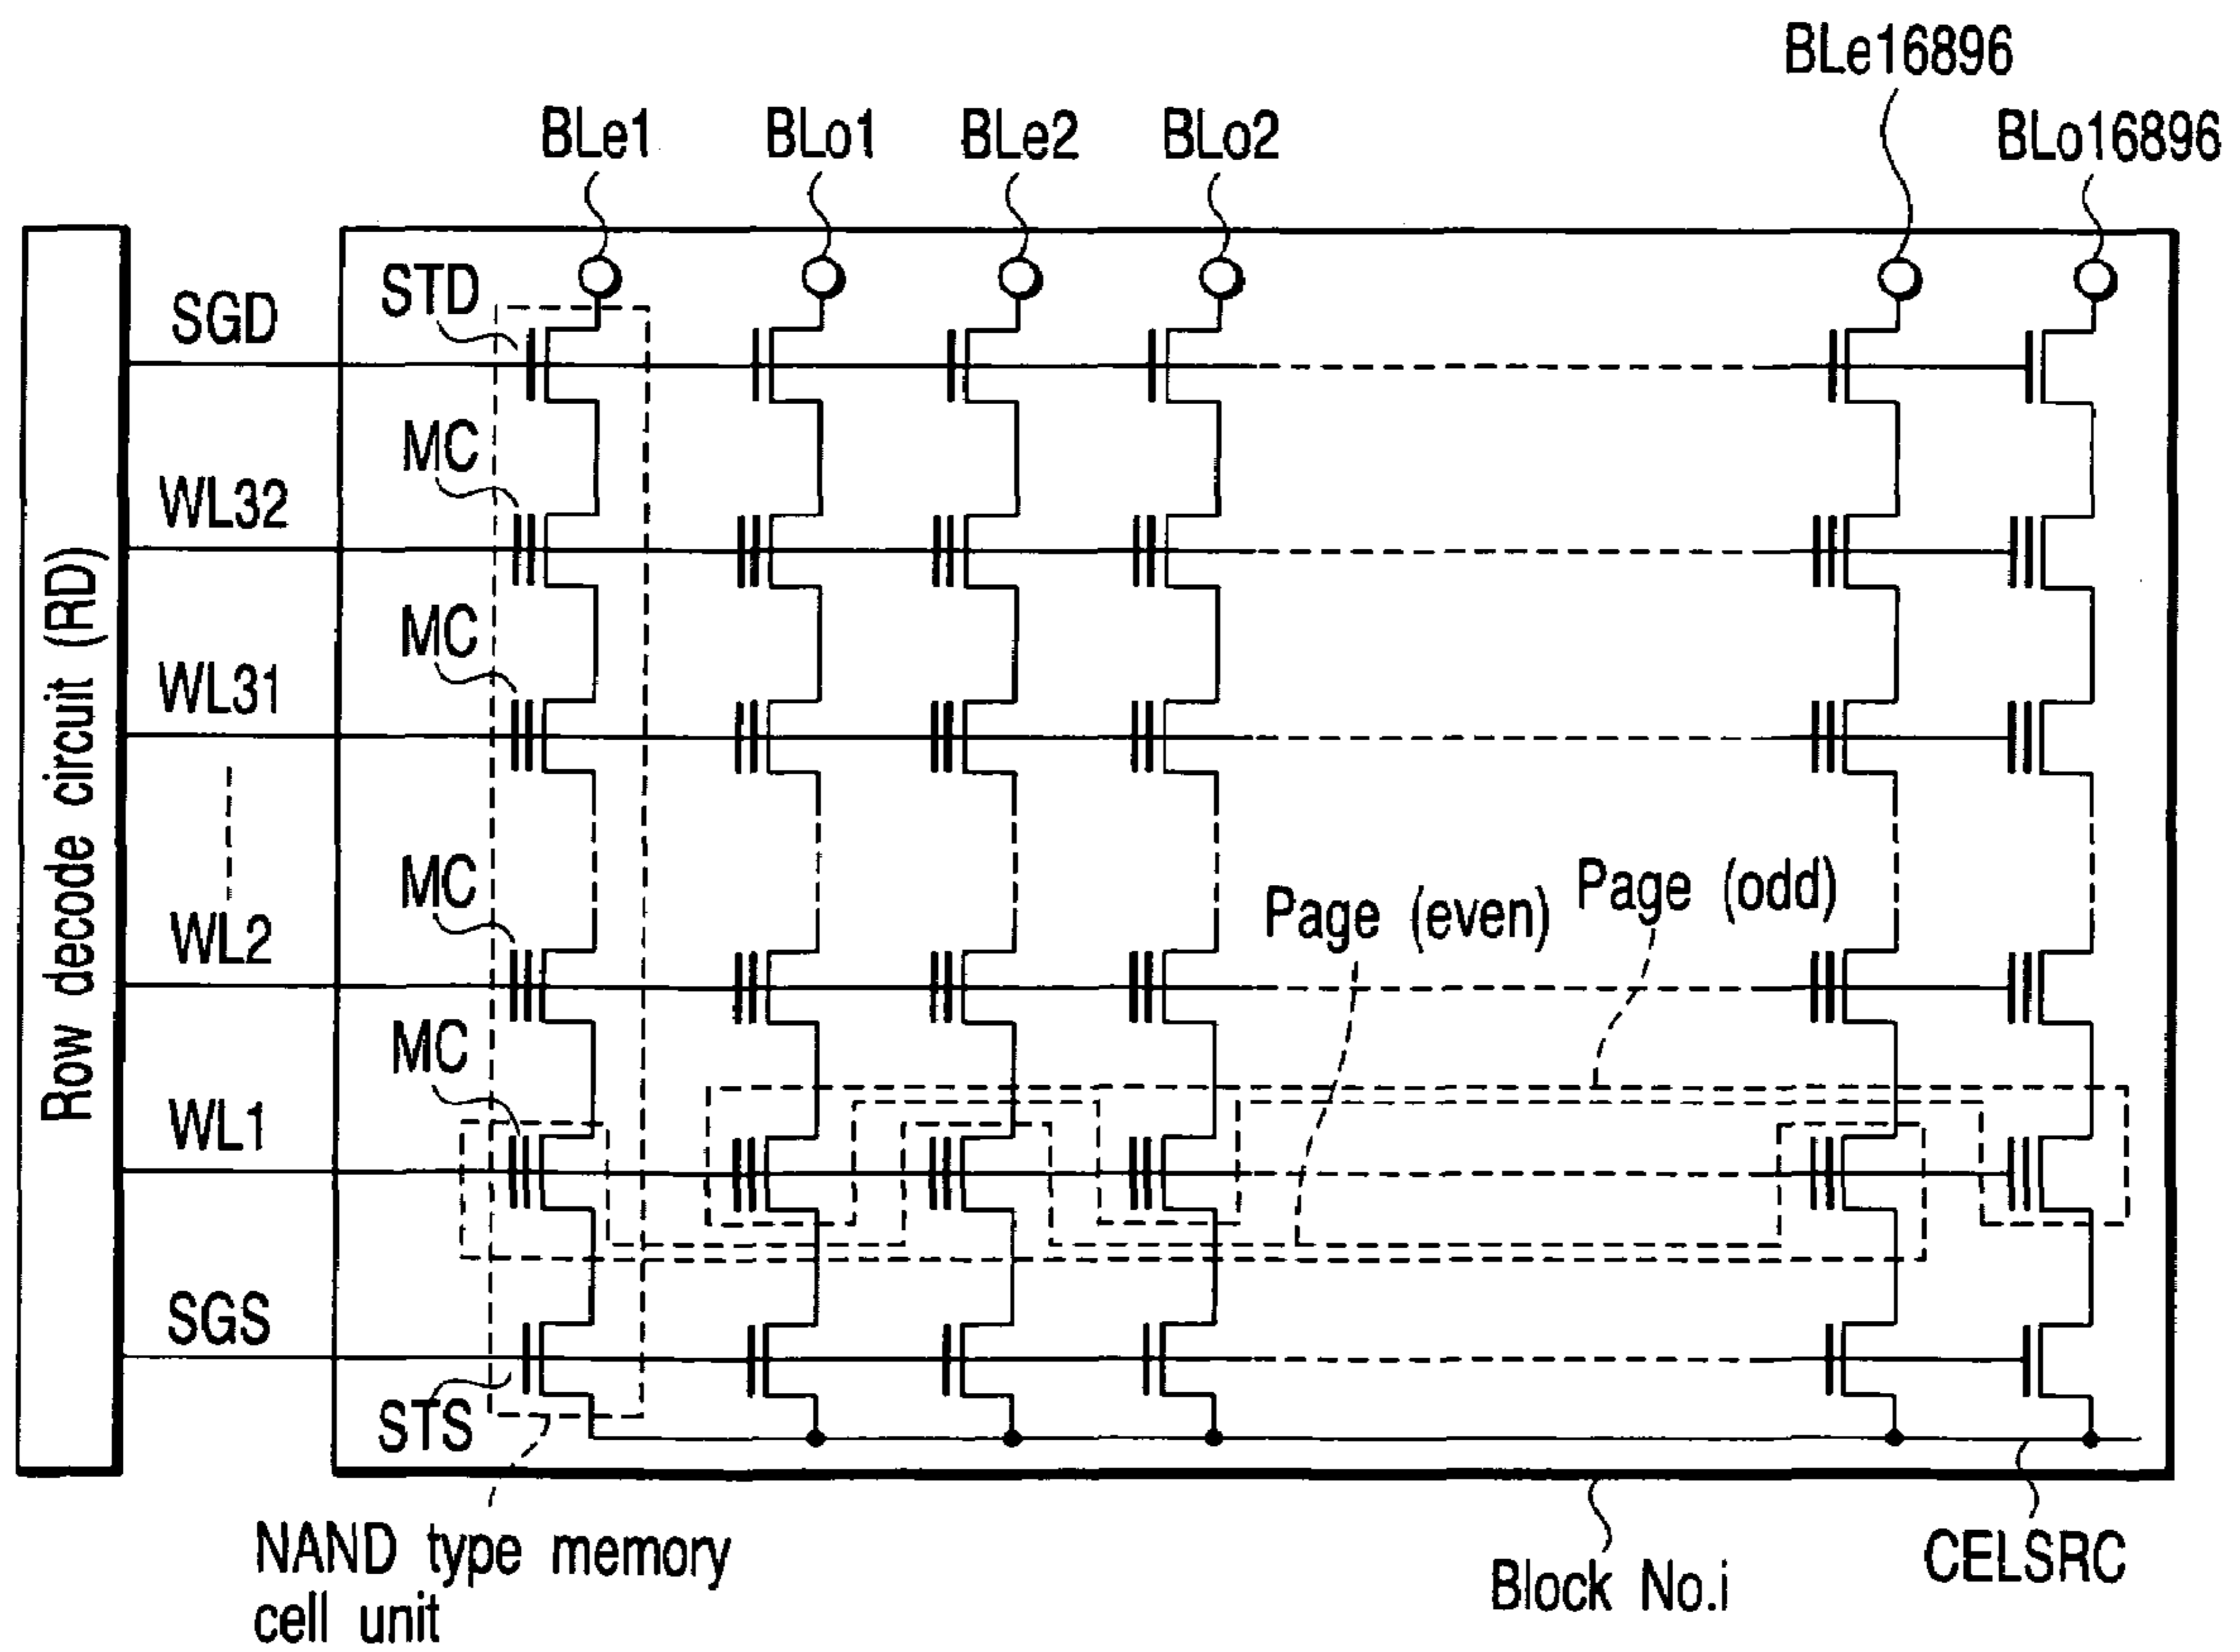 BLe16896
BLe1
BLo1
BLe2
BLo2
BLo16896
STD
SGD
MC
WL32
MC
WL31
Row decode circuit (RD)
MC
Page (even)
Page (odd)
WL2
MC
WL1
SGS
STS
NAND type memory
cell unit
Block No.i
CELSRC